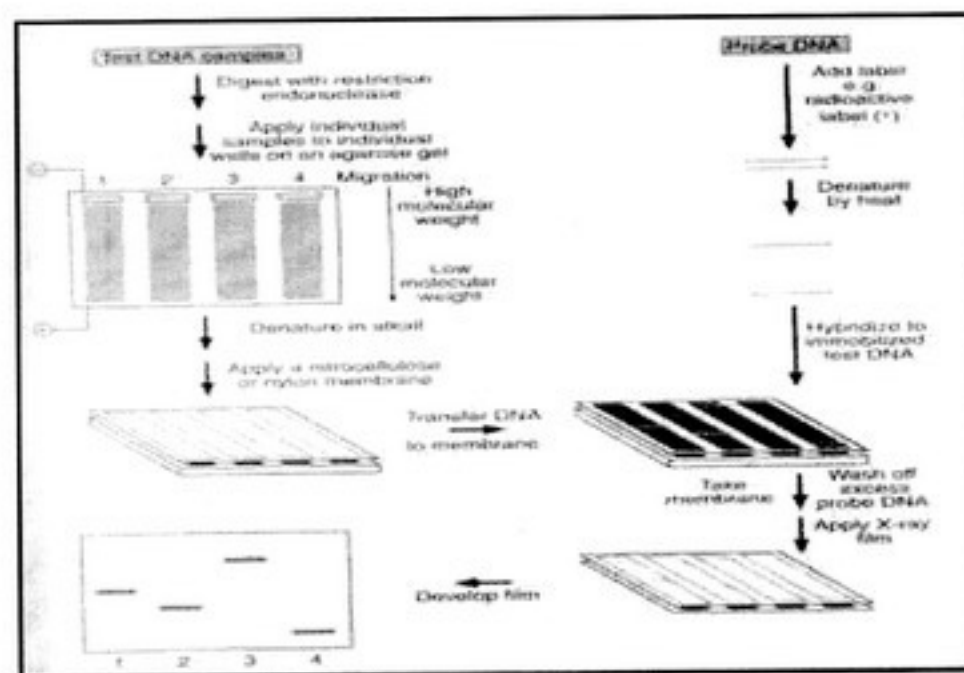 Test DNA samples
Digest with restriction
endonuclease
Apply individual
samples to individual
wells on an agarose gel
1 2 3 4 Migration
High
molecular
weight
Low
molecular
weight
Denature in alkali
Apply a nitrocellulose
or nylon membrane
Transfer DNA
to membrane
Probe DNA
Add label
e.g.
radioactive
label (*)
Denature
by heat
Hybridize to
immobilized
test DNA
Take
membrane
Wash off
excess
probe DNA
Apply X-ray
film
Develop film
1 2 3 4